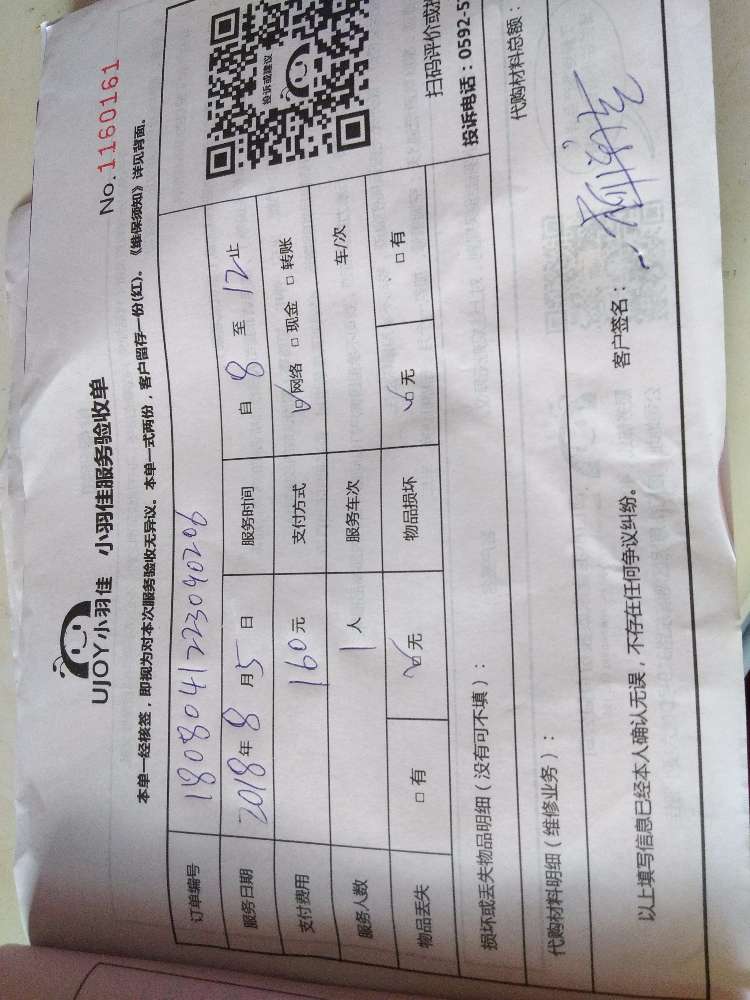 No.1160161
UJOY小羽佳 小羽佳服务验收单
本单一经核签，即视为对本次服务验收无异议。本单一式两份，客户留存一份(红)。《维保须知》详见背面。
订单编号 180804122309020​6
服务日期 2018年8月5日 服务时间 自 8 至 12 止
支付费用 160元 支付方式 ☑网络 □现金 □转账
服务人数 1人 服务车次 车/次
物品丢失 □有 ☑无 物品损坏 ☑无 □有
投诉或建议
扫码评价或
投诉电话：0592-5
损坏或丢失物品明细（没有可不填）：
代购材料明细（维修业务）： 代购材料总额：
以上填写信息已经本人确认无误，不存在任何争议纠纷。 客户签名：